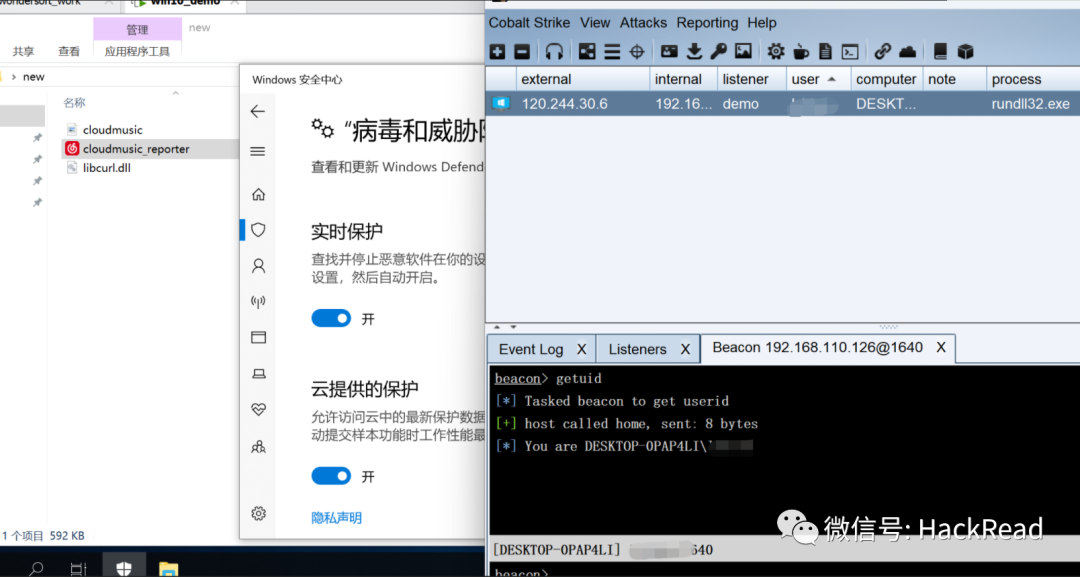 win10_demo
管理
new
共享
查看
应用程序工具
new
名称
cloudmusic
cloudmusic_reporter
libcurl.dll
1 个项目 592 KB
Windows 安全中心
"病毒和威胁防
查看和更新 Windows Defend
实时保护
查找并停止恶意软件在你的设
设置，然后自动开启。
开
云提供的保护
允许访问云中的最新保护数据
动提交样本功能时工作性能最
开
隐私声明
Cobalt Strike View Attacks Reporting Help
external internal listener user computer note process
120.244.30.6 192.16... demo DESKT... rundll32.exe
Event Log X Listeners X Beacon 192.168.110.126@1640 X
beacon> getuid
[*] Tasked beacon to get userid
[+] host called home, sent: 8 bytes
[*] You are DESKTOP-0PAP4LI\
[DESKTOP-0PAP4LI] 640
beacon>
微信号: HackRead